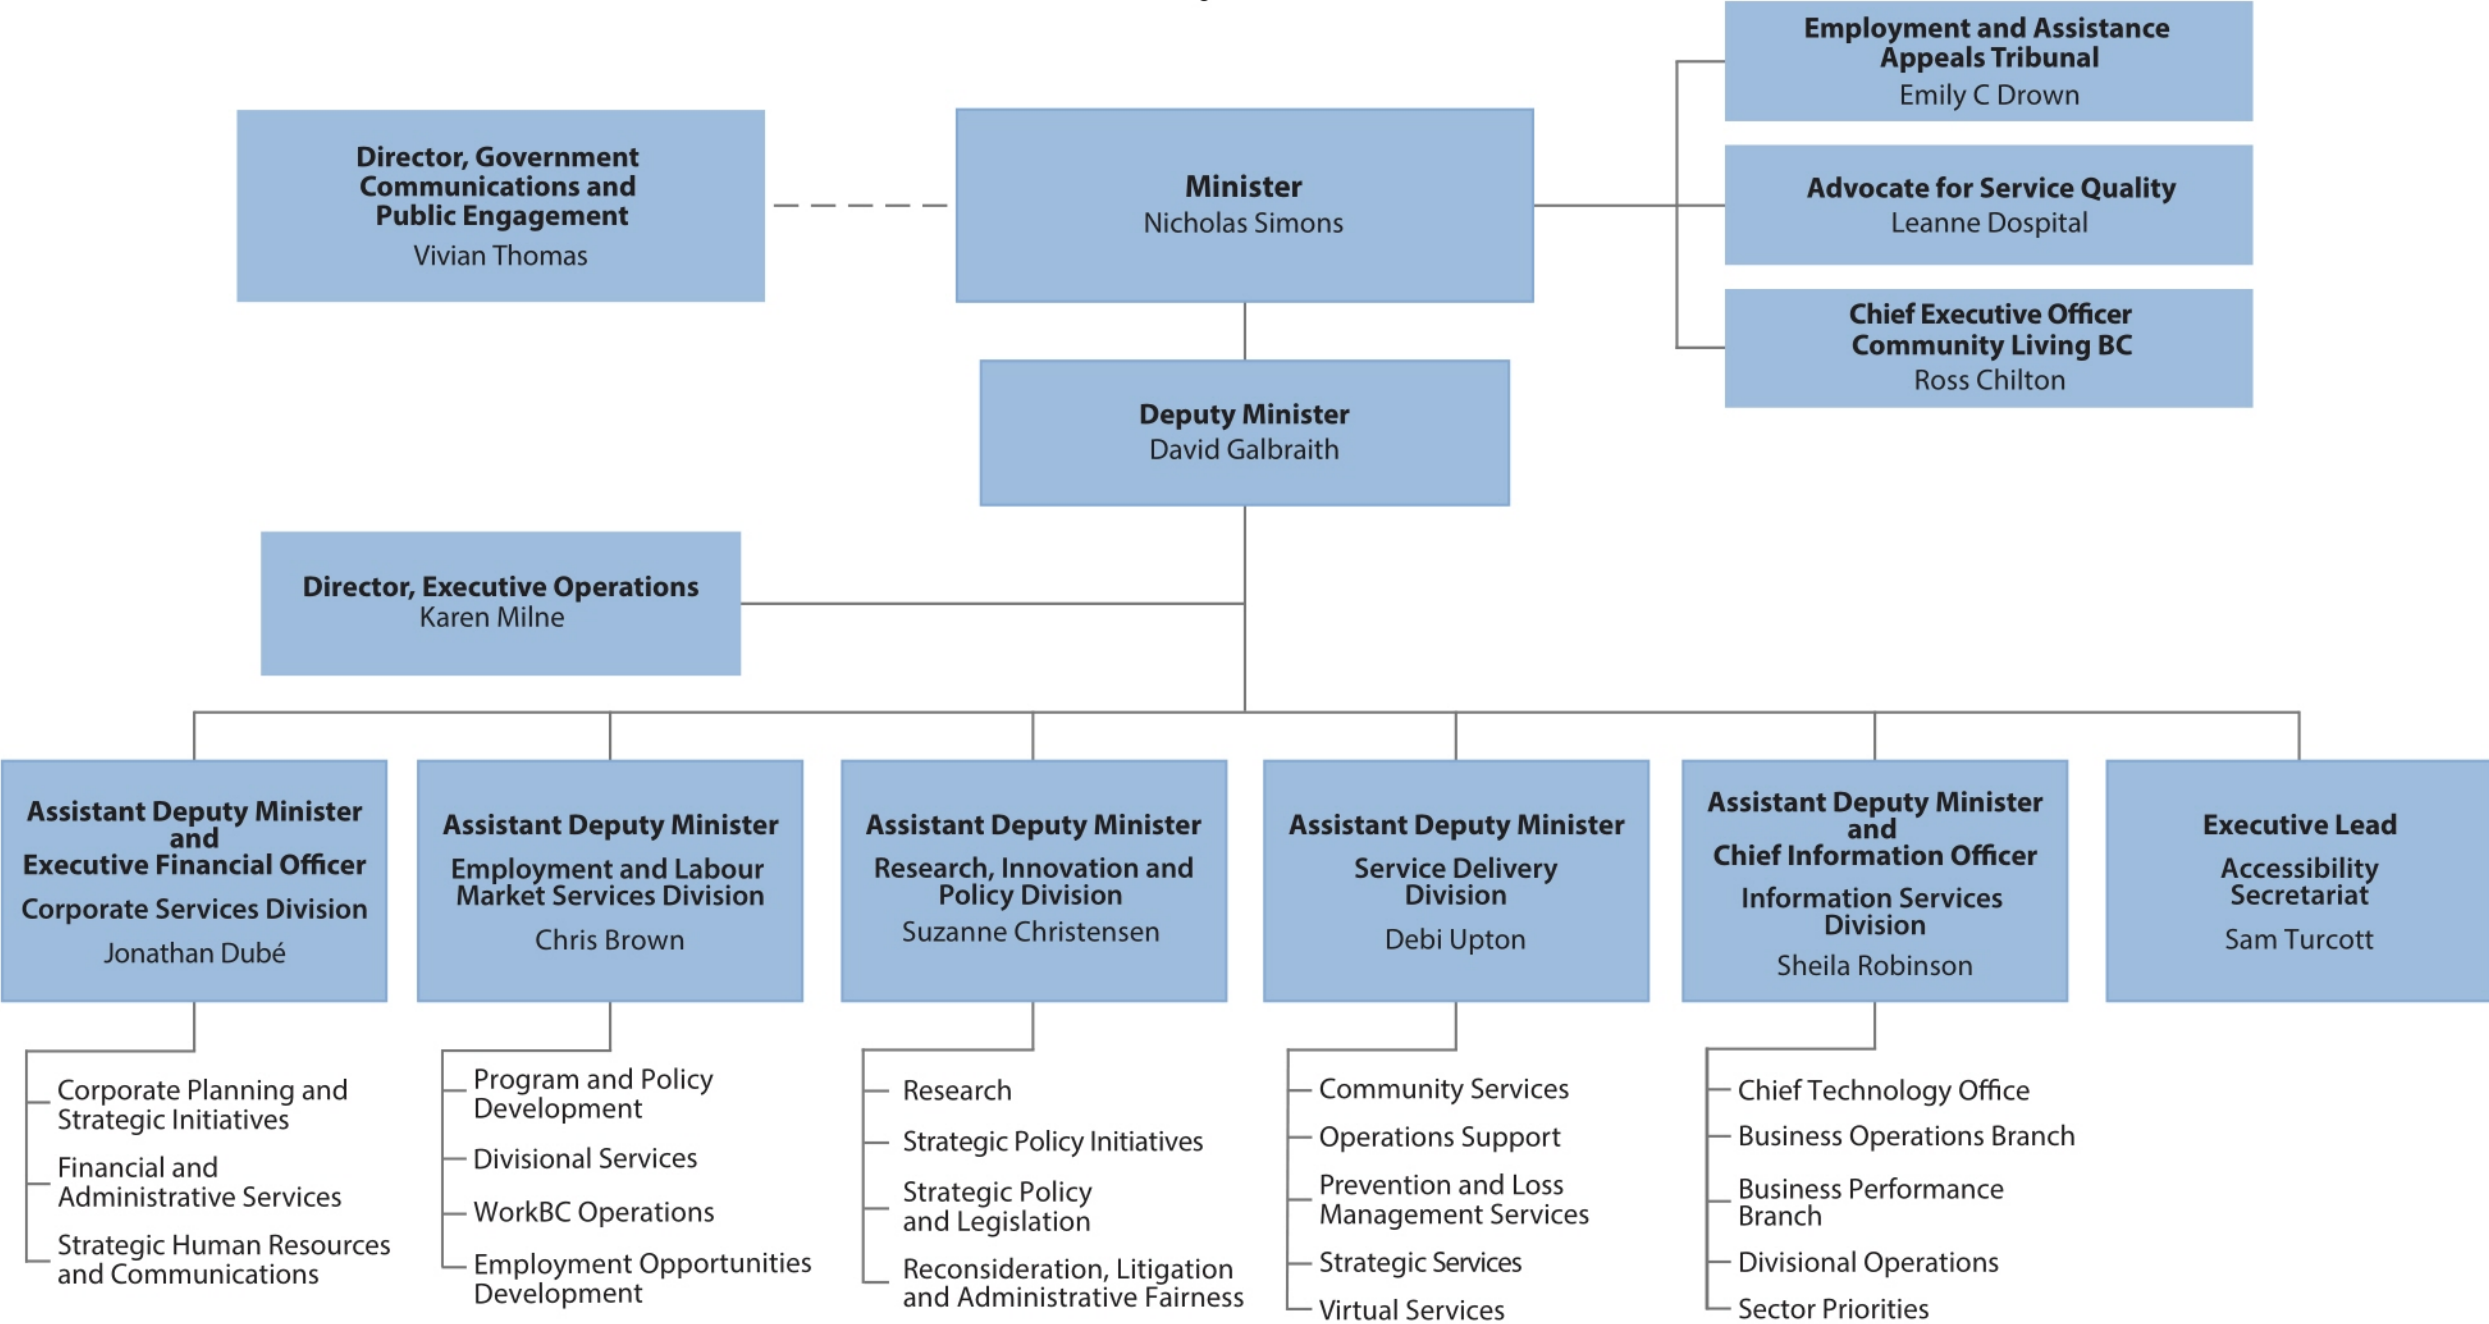 Employment and Assistance
Appeals Tribunal
Emily C Drown
Director, Government
Communications and
Public Engagement
Vivian Thomas
Minister
Nicholas Simons
Advocate for Service Quality
Leanne Dospital
Chief Executive Officer
Community Living BC
Ross Chilton
Deputy Minister
David Galbraith
Director, Executive Operations
Karen Milne
Assistant Deputy Minister
and
Executive Financial Officer
Corporate Services Division
Jonathan Dubé
Assistant Deputy Minister
Employment and Labour
Market Services Division
Chris Brown
Assistant Deputy Minister
Research, Innovation and
Policy Division
Suzanne Christensen
Assistant Deputy Minister
Service Delivery
Division
Debi Upton
Assistant Deputy Minister
and
Chief Information Officer
Information Services
Division
Sheila Robinson
Executive Lead
Accessibility
Secretariat
Sam Turcott
Corporate Planning and
Strategic Initiatives
Financial and
Administrative Services
Strategic Human Resources
and Communications
Program and Policy
Development
Divisional Services
WorkBC Operations
Employment Opportunities
Development
Research
Strategic Policy Initiatives
Strategic Policy
and Legislation
Reconsideration, Litigation
and Administrative Fairness
Community Services
Operations Support
Prevention and Loss
Management Services
Strategic Services
Virtual Services
Chief Technology Office
Business Operations Branch
Business Performance
Branch
Divisional Operations
Sector Priorities